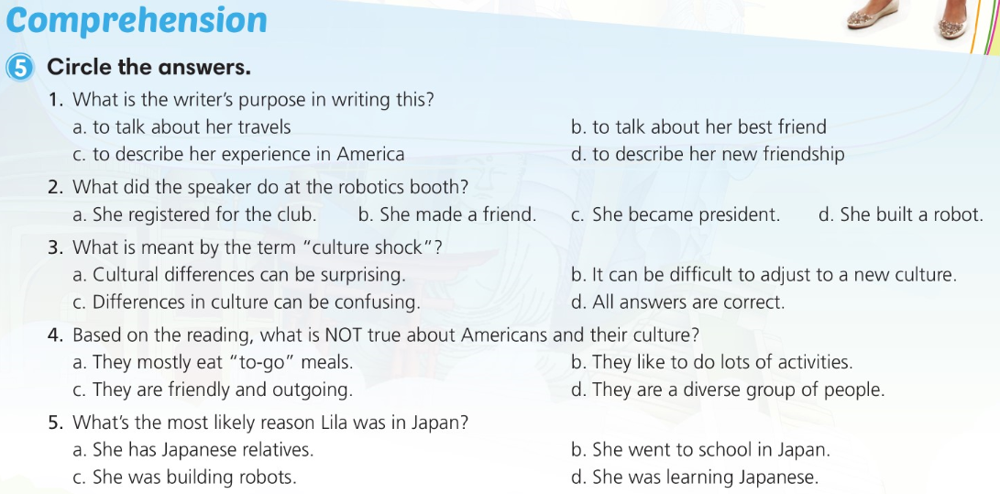 Comprehension
5 Circle the answers.
1. What is the writer's purpose in writing this?
a. to talk about her travels b. to talk about her best friend
c. to describe her experience in America d. to describe her new friendship
2. What did the speaker do at the robotics booth?
a. She registered for the club. b. She made a friend. c. She became president. d. She built a robot.
3. What is meant by the term “culture shock”?
a. Cultural differences can be surprising. b. It can be difficult to adjust to a new culture.
c. Differences in culture can be confusing. d. All answers are correct.
4. Based on the reading, what is NOT true about Americans and their culture?
a. They mostly eat “to-go” meals. b. They like to do lots of activities.
c. They are friendly and outgoing. d. They are a diverse group of people.
5. What's the most likely reason Lila was in Japan?
a. She has Japanese relatives. b. She went to school in Japan.
c. She was building robots. d. She was learning Japanese.